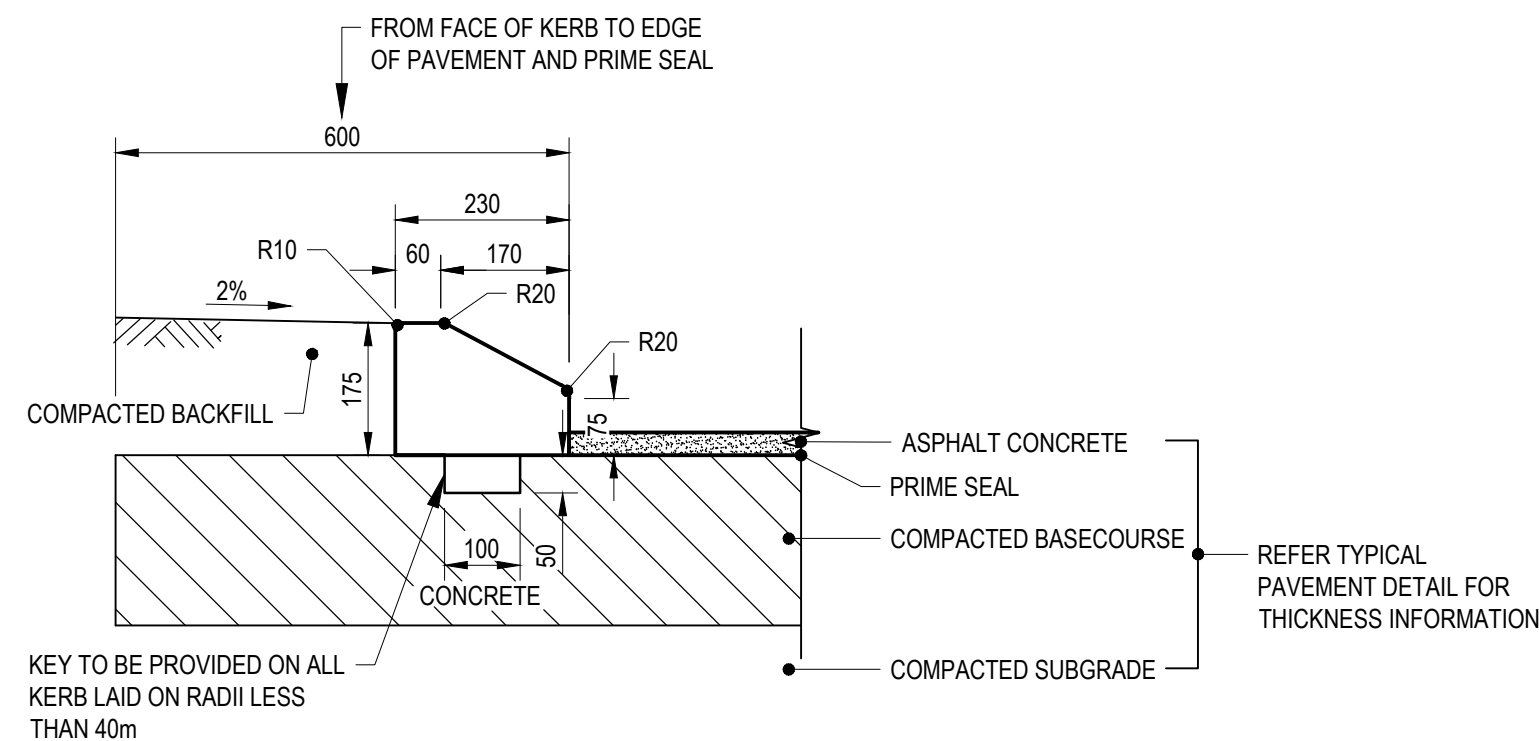 FROM FACE OF KERB TO EDGE
OF PAVEMENT AND PRIME SEAL
600
230
R10
60
170
2%
R20
R20
175
75
COMPACTED BACKFILL
ASPHALT CONCRETE
PRIME SEAL
COMPACTED BASECOURSE
100
50
CONCRETE
REFER TYPICAL
PAVEMENT DETAIL FOR
THICKNESS INFORMATION
KEY TO BE PROVIDED ON ALL
KERB LAID ON RADII LESS
THAN 40m
COMPACTED SUBGRADE